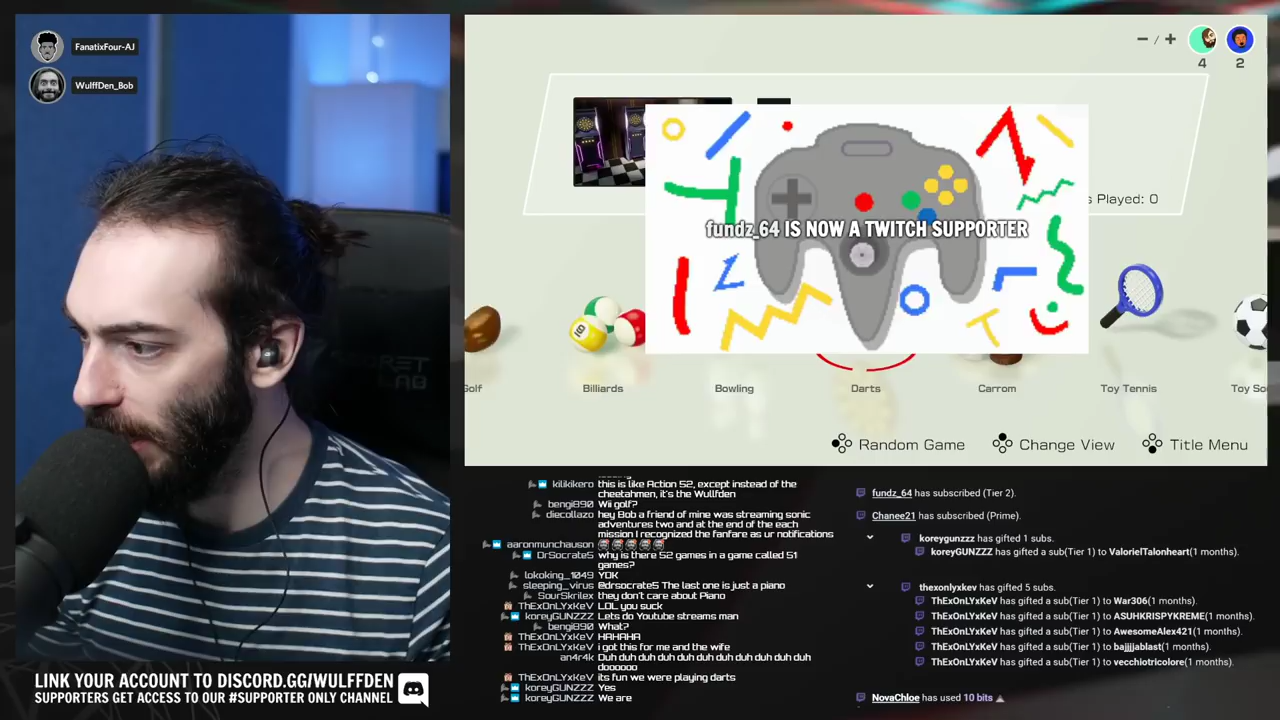 FanatixFour-AJ
WulffDen_Bob
SECRET
LAB
LINK YOUR ACCOUNT TO DISCORD.GG/WULFFDEN
SUPPORTERS GET ACCESS TO OUR #SUPPORTER ONLY CHANNEL
− / +
4
2
s Played: 0
fundz_64 IS NOW A TWITCH SUPPORTER
Golf
Billiards
Bowling
Darts
Carrom
Toy Tennis
Toy So
Random Game
Change View
Title Menu
kilikikero this is like Action 52, except instead of the
cheetahmen, it's the Wulfden
bengi890 Wii golf?
diecollazo hey Bob a friend of mine was streaming sonic
adventures two and at the end of the each
mission I recognized the fanfare as ur notifications
aaronmunchauson
DrSocrates why is there 52 games in a game called 51
games?
lokoking_1049 YOK
sleeping_virus @drsocrates The last one is just a piano
SourSkrilex they don't care about Piano
ThExOnLYxKeV LOL you suck
koreyGUNZZZ Lets do Youtube streams man
bengi890 What?
ThExOnLYxKeV HAHAHA
ThExOnLYxKeV i got this for me and the wife
an4r4k Duh duh duh duh duh duh duh duh duh duh
doooooo
ThExOnLYxKeV its fun we were playing darts
koreyGUNZZZ Yes
koreyGUNZZZ We are
fundz_64 has subscribed (Tier 2).
Chanee21 has subscribed (Prime).
koreygunzzz has gifted 1 subs.
koreyGUNZZZ has gifted a sub(Tier 1) to ValorielTalonheart(1 months).
thexonlyxkev has gifted 5 subs.
ThExOnLYxKeV has gifted a sub(Tier 1) to War306(1 months).
ThExOnLYxKeV has gifted a sub(Tier 1) to ASUHKRISPYKREME(1 months).
ThExOnLYxKeV has gifted a sub(Tier 1) to AwesomeAlex421(1 months).
ThExOnLYxKeV has gifted a sub(Tier 1) to bajjjjablast(1 months).
ThExOnLYxKeV has gifted a sub(Tier 1) to vecchiotricolore(1 months).
NovaChloe has used 10 bits